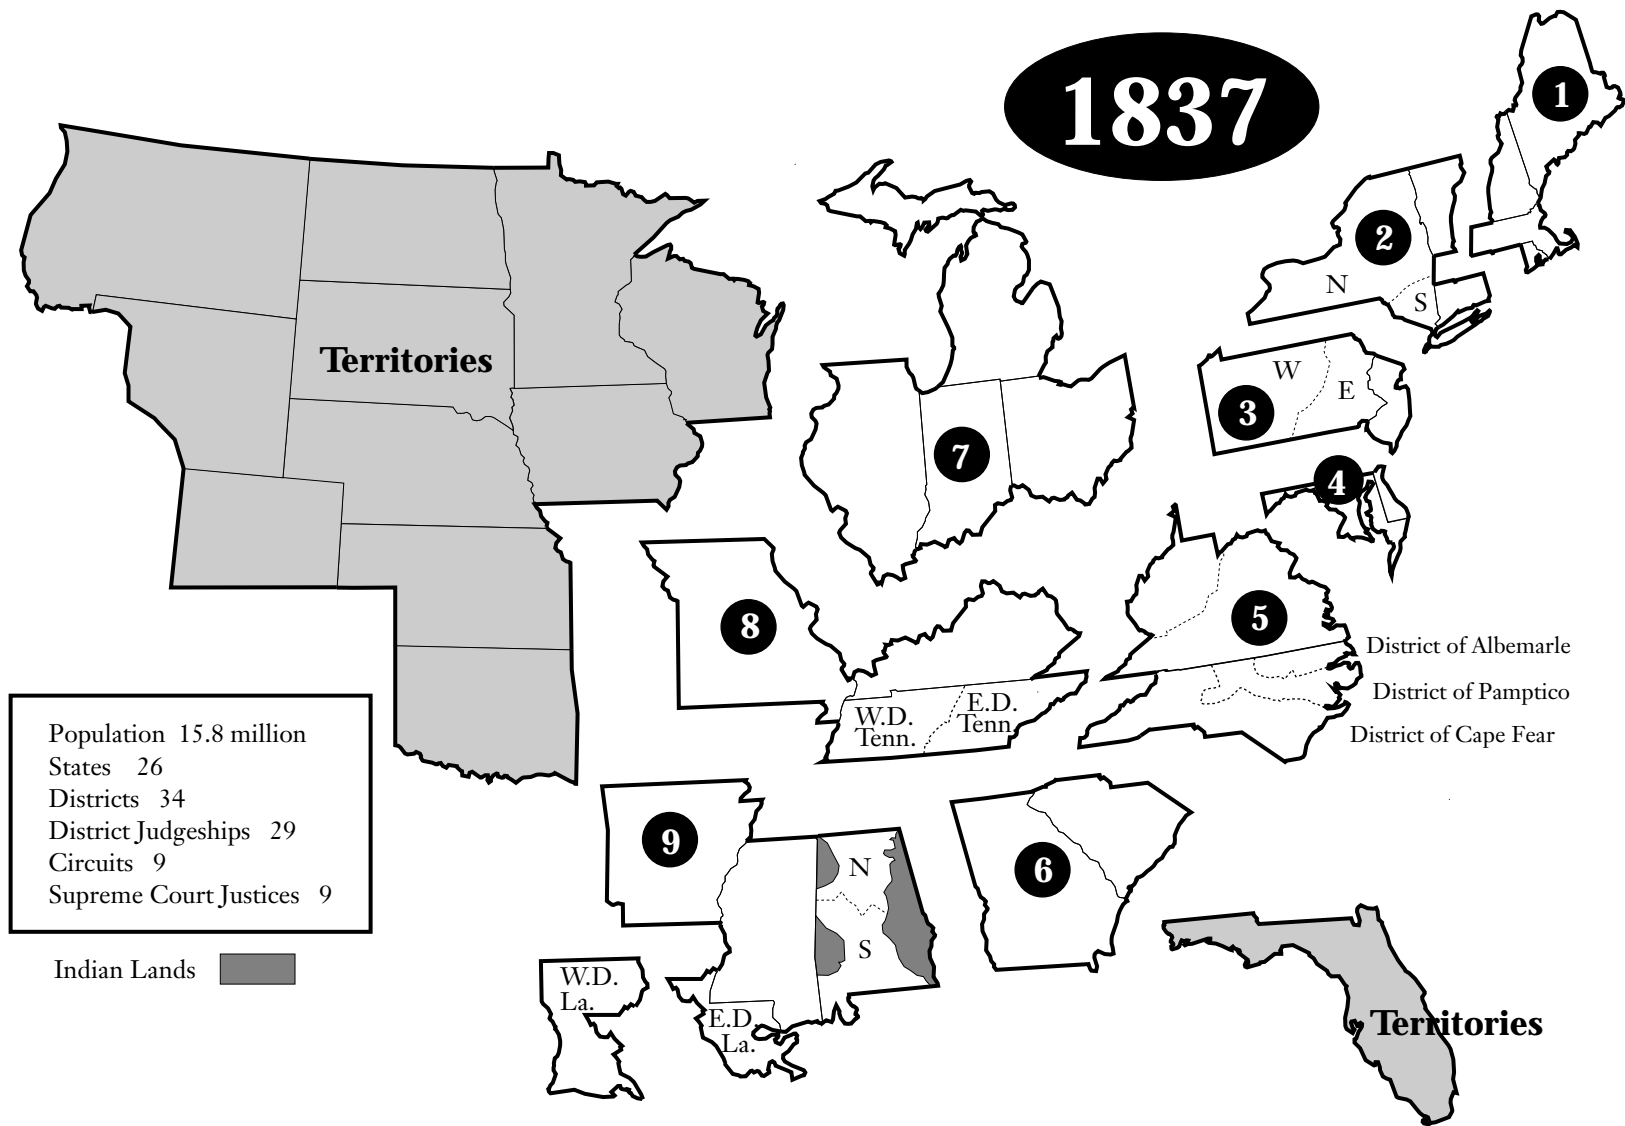 1837
1
2
N
S
Territories
W
E
3
7
4
8
5
District of Albemarle
District of Pamptico
District of Cape Fear
W.D.
Tenn.
E.D.
Tenn.
Population 15.8 million
States 26
Districts 34
District Judgeships 29
Circuits 9
Supreme Court Justices 9
Indian Lands
9
N
S
6
W.D.
La.
E.D.
La.
Territories